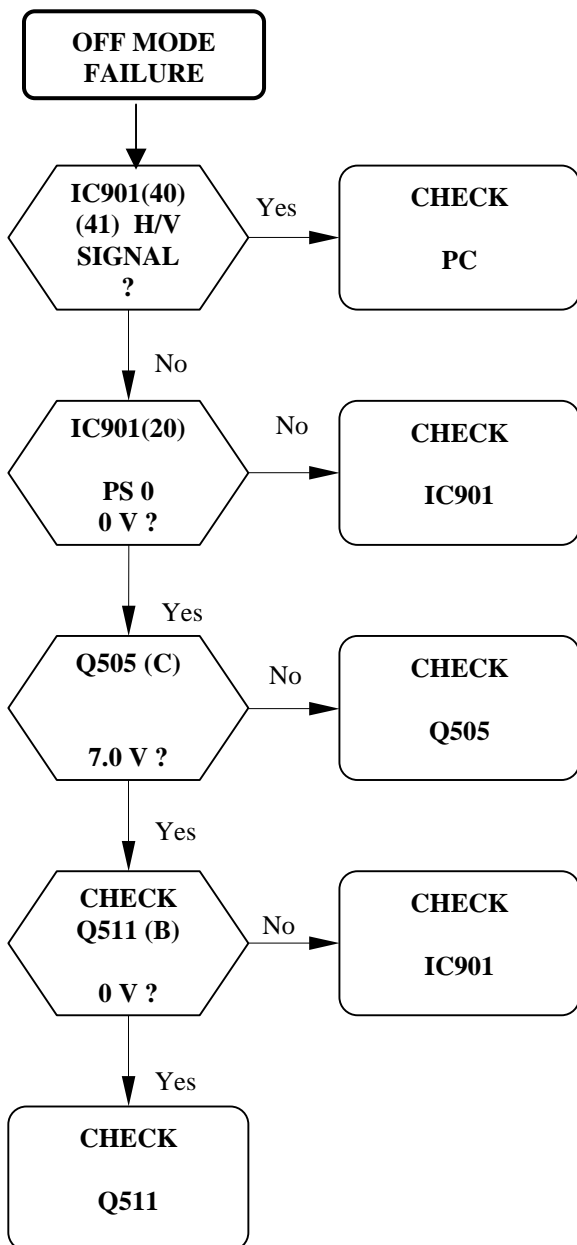 OFF MODE
FAILURE
IC901(40)
(41) H/V
SIGNAL
?
Yes
CHECK
PC
No
IC901(20)
PS 0
0 V ?
No
CHECK
IC901
Yes
Q505 (C)
7.0 V ?
No
CHECK
Q505
Yes
CHECK
Q511 (B)
0 V ?
No
CHECK
IC901
Yes
CHECK
Q511